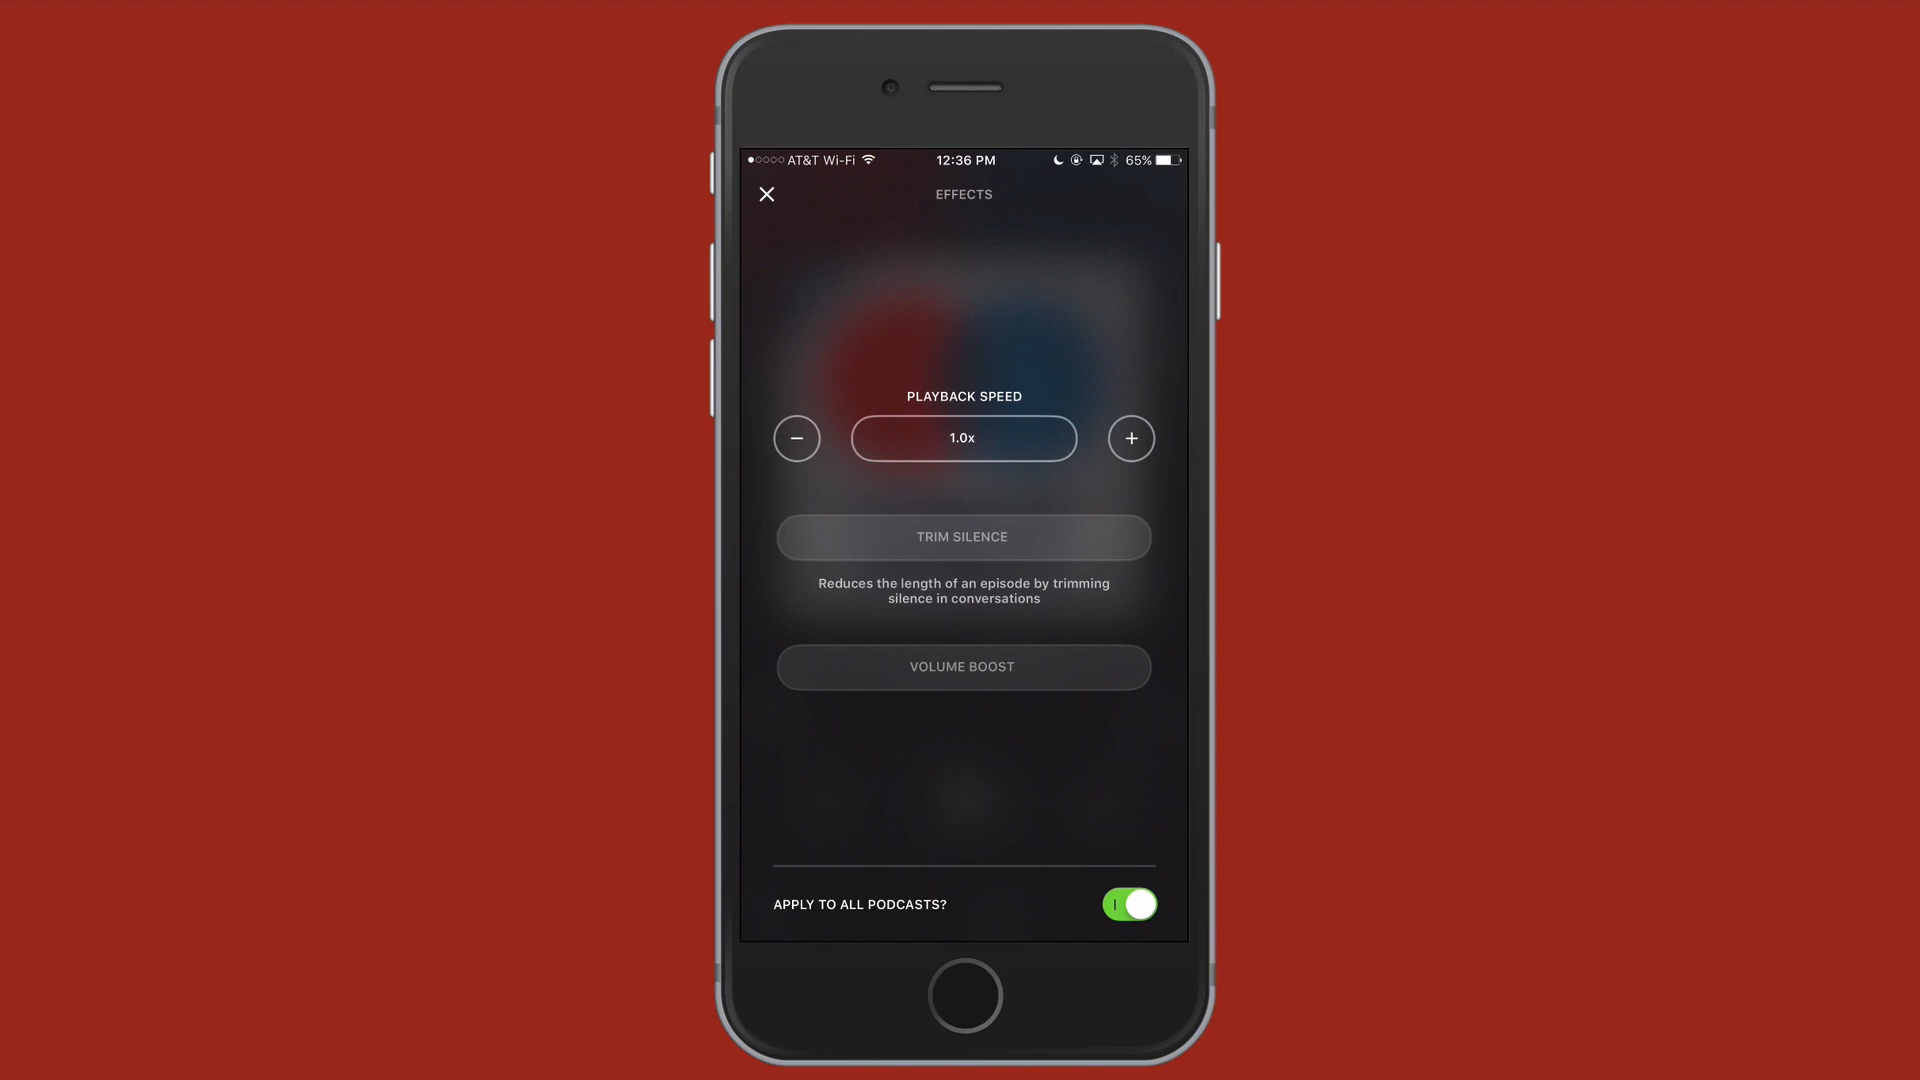 AT&T Wi-Fi 12:36 PM 65%
EFFECTS
PLAYBACK SPEED
1.0x
TRIM SILENCE
Reduces the length of an episode by trimming
silence in conversations
VOLUME BOOST
APPLY TO ALL PODCASTS?